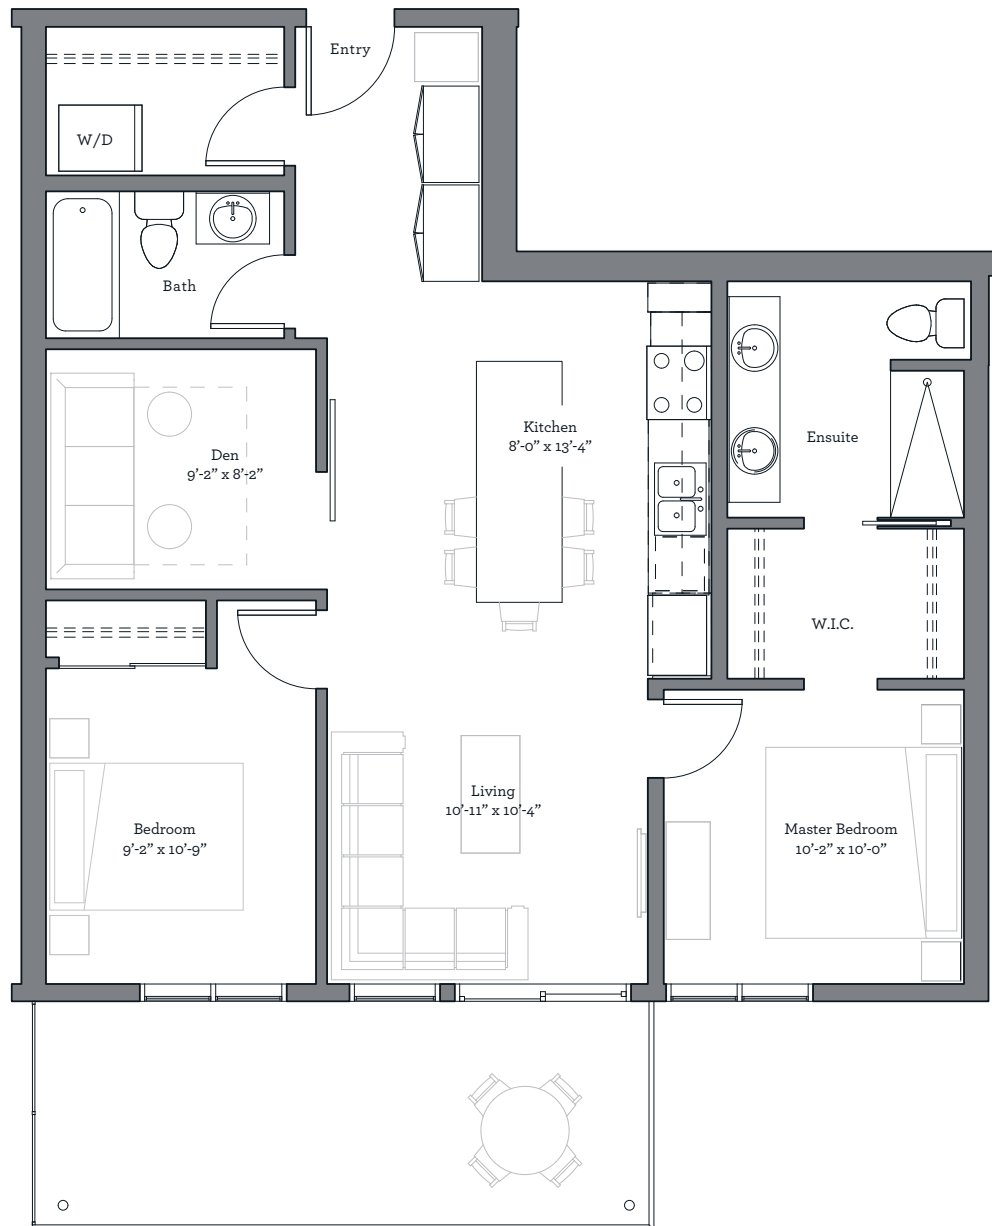 Entry
W/D
Bath
Kitchen
8’-0” x 13’-4”
Ensuite
Den
9’-2” x 8’-2”
W.I.C.
Living
10’-11” x 10’-4”
Bedroom
9’-2” x 10’-9”
Master Bedroom
10’-2” x 10’-0”